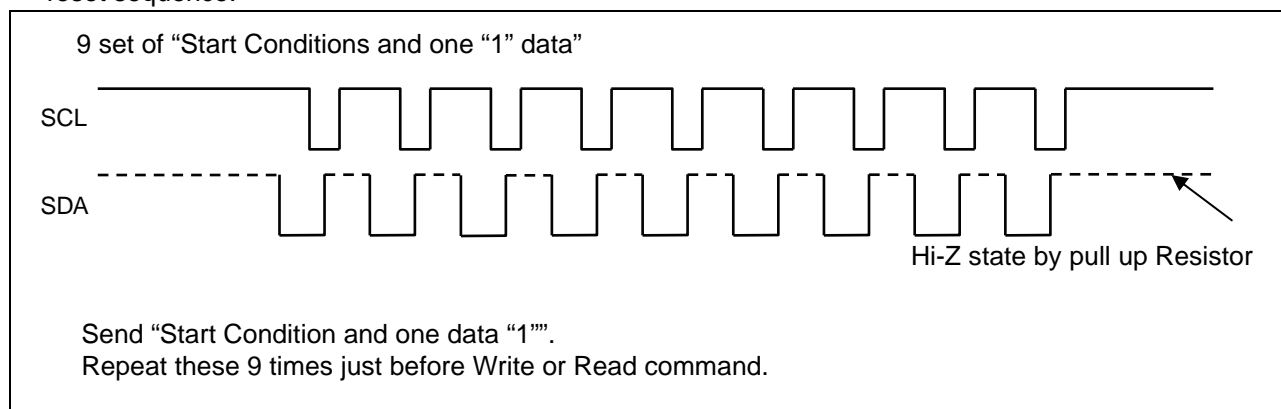 reset sequence.
9 set of “Start Conditions and one “1” data”
SCL
SDA
Hi-Z state by pull up Resistor
Send “Start Condition and one data “1””.
Repeat these 9 times just before Write or Read command.